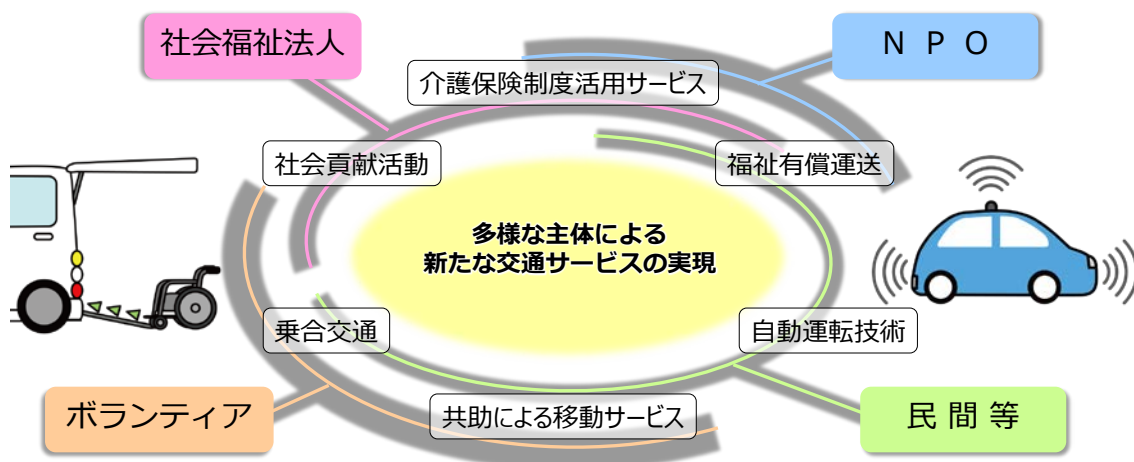 社会福祉法人
N P O
介護保険制度活用サービス
社会貢献活動
福祉有償運送
多様な主体による
新たな交通サービスの実現
乗合交通
自動運転技術
ボランティア
共助による移動サービス
民 間 等